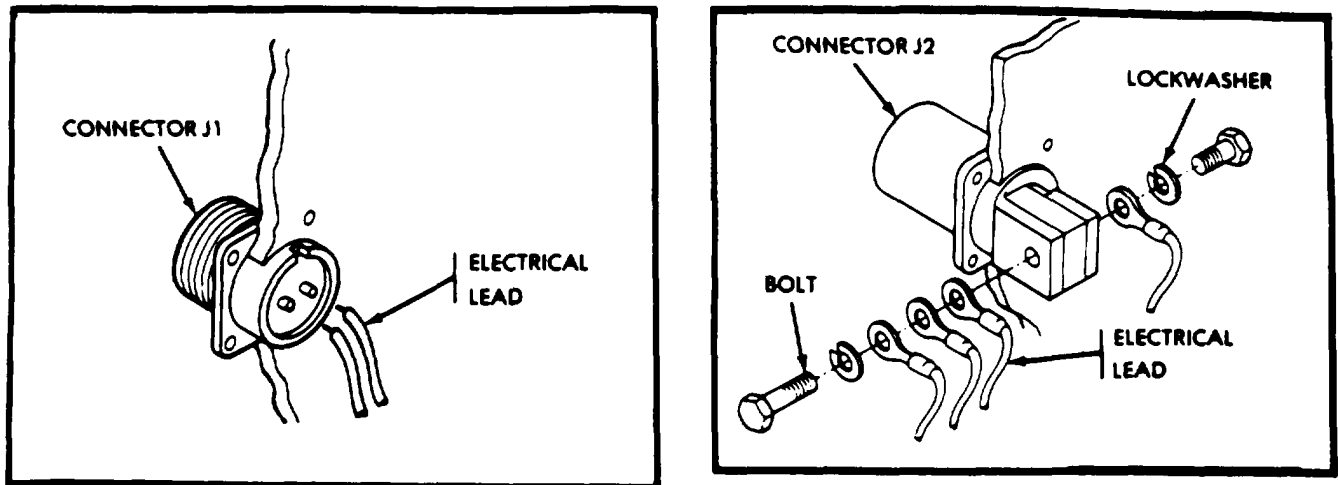 CONNECTOR J1
ELECTRICAL
LEAD
CONNECTOR J2
LOCKWASHER
BOLT
ELECTRICAL
LEAD